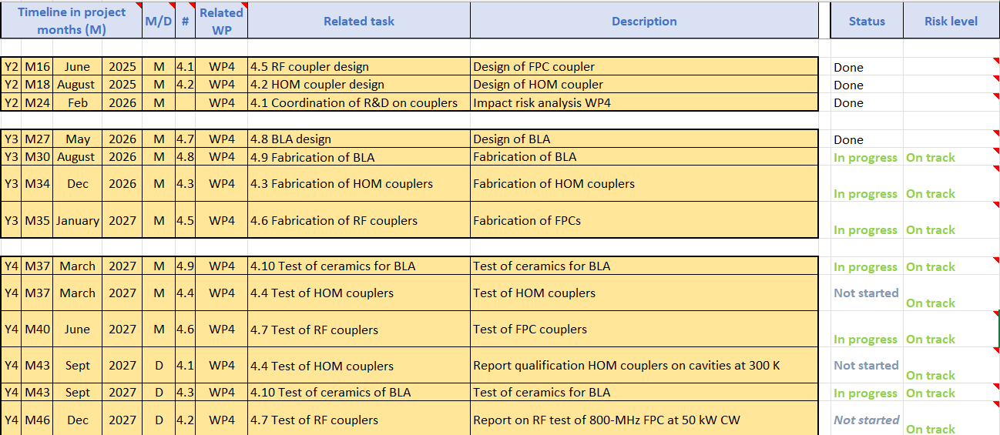 Timeline in project months (M) M/D # Related WP Related task Description Status Risk level
Y2 M16 June 2025 M 4.1 WP4 4.5 RF coupler design Design of FPC coupler Done
Y2 M18 August 2025 M 4.2 WP4 4.2 HOM coupler design Design of HOM coupler Done
Y2 M24 Feb 2026 M WP4 4.1 Coordination of R&D on couplers Impact risk analysis WP4 Done
Y3 M27 May 2026 M 4.7 WP4 4.8 BLA design Design of BLA Done
Y3 M30 August 2026 M 4.8 WP4 4.9 Fabrication of BLA Fabrication of BLA In progress On track
Y3 M34 Dec 2026 M 4.3 WP4 4.3 Fabrication of HOM couplers Fabrication of HOM couplers In progress On track
Y3 M35 January 2027 M 4.5 WP4 4.6 Fabrication of RF couplers Fabrication of FPCs In progress On track
Y4 M37 March 2027 M 4.9 WP4 4.10 Test of ceramics for BLA Test of ceramics for BLA In progress On track
Y4 M37 March 2027 M 4.4 WP4 4.4 Test of HOM couplers Test of HOM couplers Not started On track
Y4 M40 June 2027 M 4.6 WP4 4.7 Test of RF couplers Test of FPC couplers In progress On track
Y4 M43 Sept 2027 D 4.1 WP4 4.4 Test of HOM couplers Report qualification HOM couplers on cavities at 300 K Not started On track
Y4 M43 Sept 2027 D 4.3 WP4 4.10 Test of ceramics of BLA Test of ceramics for BLA In progress On track
Y4 M46 Dec 2027 D 4.2 WP4 4.7 Test of RF couplers Report on RF test of 800-MHz FPC at 50 kW CW Not started On track